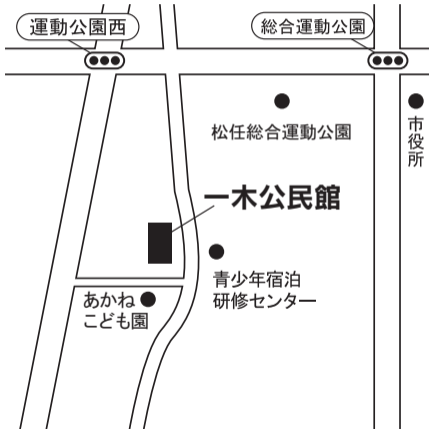 運動公園西
総合運動公園
松任総合運動公園
市役所
一木公民館
青少年宿泊
研修センター
あかね
こども園